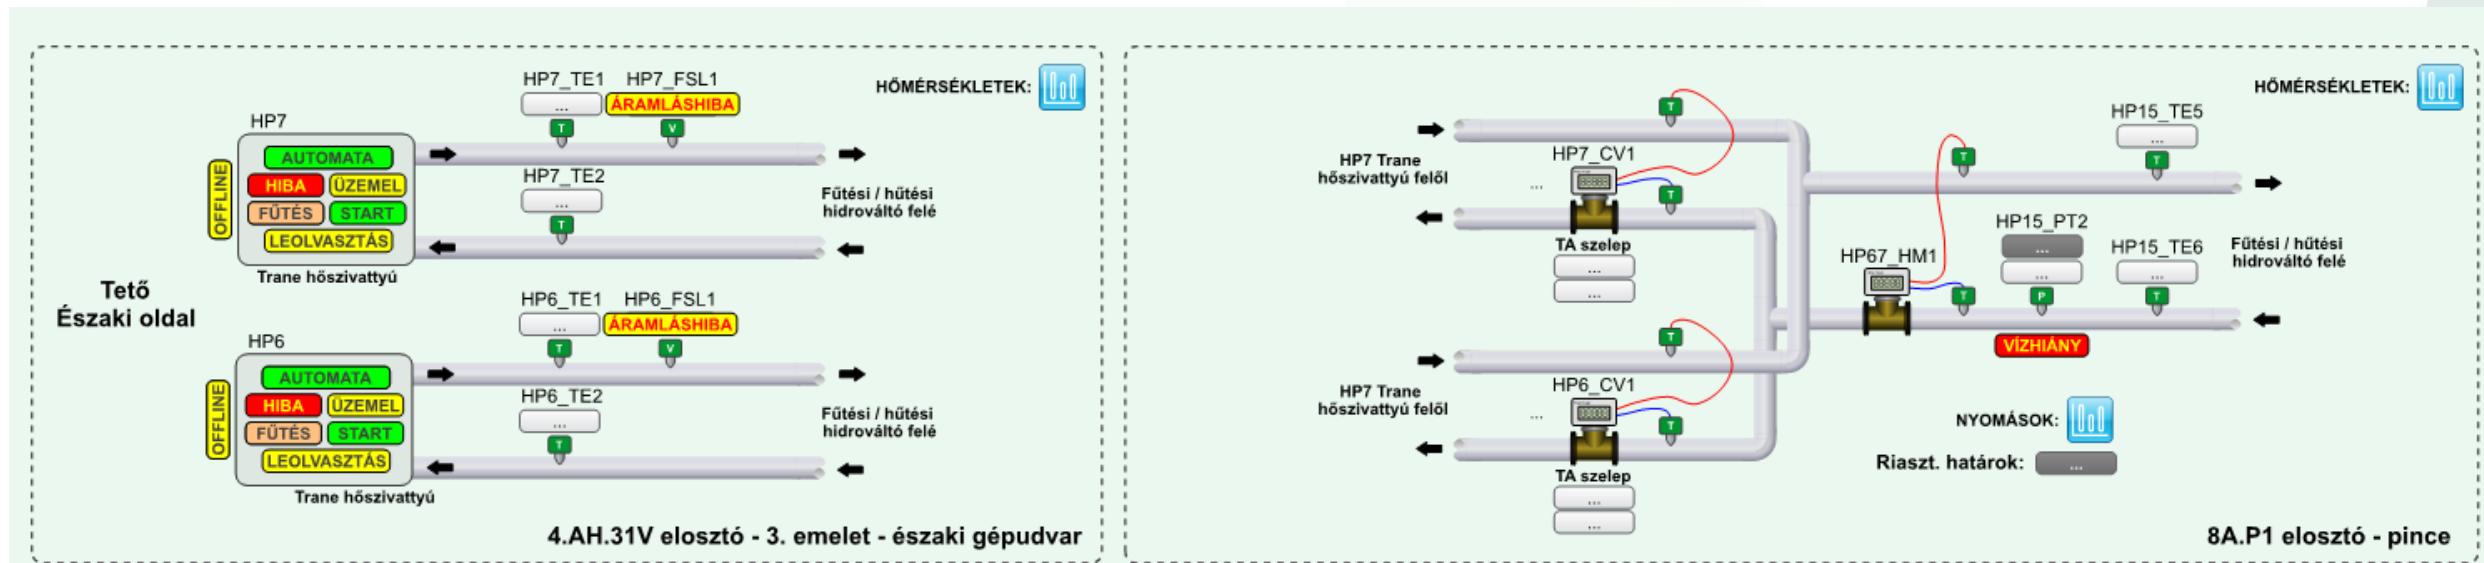 HP7_TE1
HP7_FSL1
...
ÁRAMLÁSHIBA
HŐMÉRSÉKLETEK:
T
V
HP7
OFFLINE
AUTOMATA
HIBA
ÜZEMEL
FŰTÉS
START
LEOLVASZTÁS
Trane hőszivattyú
HP7_TE2
...
T
Fűtési / hűtési
hidrováltó felé
Tető
Északi oldal
HP6_TE1
HP6_FSL1
...
ÁRAMLÁSHIBA
T
V
HP6
OFFLINE
AUTOMATA
HIBA
ÜZEMEL
FŰTÉS
START
LEOLVASZTÁS
Trane hőszivattyú
HP6_TE2
...
T
Fűtési / hűtési
hidrováltó felé
4.AH.31V elosztó - 3. emelet - északi gépudvar
HŐMÉRSÉKLETEK:
T
HP7 Trane
hőszivattyú felől
HP7_CV1
...
T
TA szelep
...
...
T
HP7 Trane
hőszivattyú felől
HP6_CV1
...
T
TA szelep
...
...
T
HP15_TE5
...
T
HP67_HM1
T
HP15_PT2
...
...
P
VÍZHIÁNY
HP15_TE6
...
T
Fűtési / hűtési
hidrováltó felé
NYOMÁSOK:
Riaszt. határok:
...
8A.P1 elosztó - pince